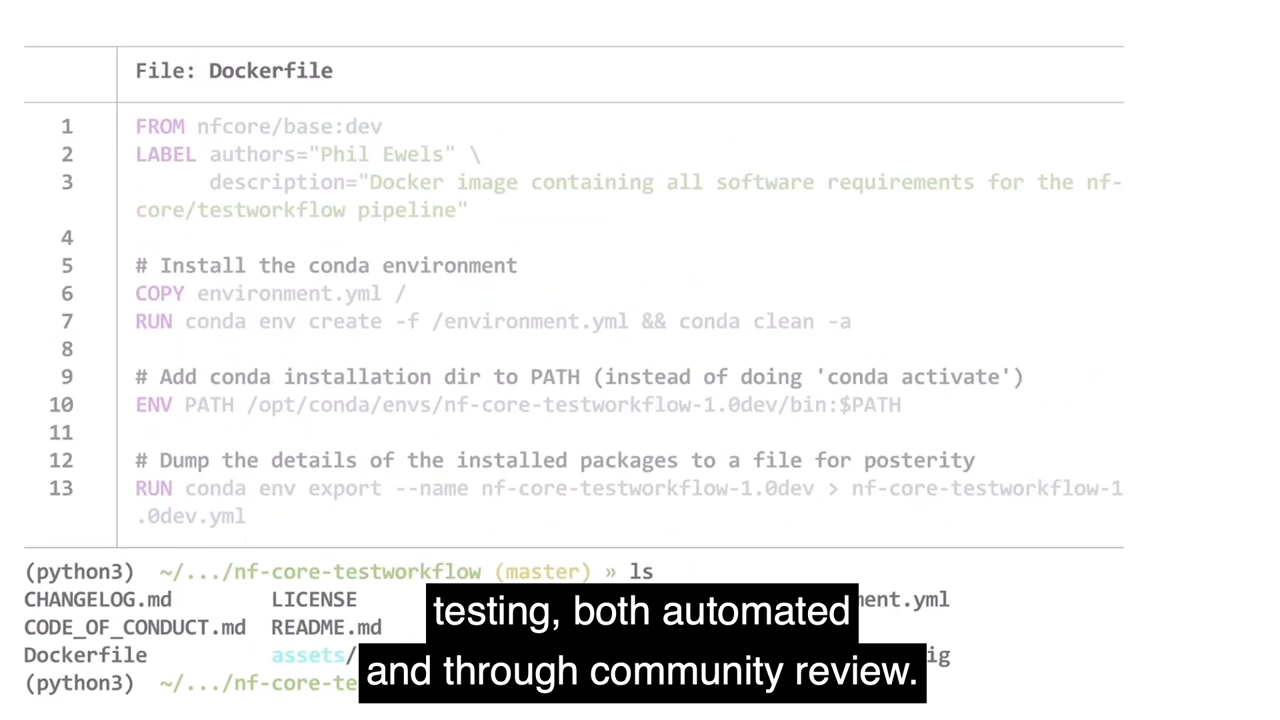 File: Dockerfile
1 FROM nfcore/base:dev
2 LABEL authors="Phil Ewels" \
3 description="Docker image containing all software requirements for the nf-
core/testworkflow pipeline"
4
5 # Install the conda environment
6 COPY environment.yml /
7 RUN conda env create -f /environment.yml && conda clean -a
8
9 # Add conda installation dir to PATH (instead of doing 'conda activate')
10 ENV PATH /opt/conda/envs/nf-core-testworkflow-1.0dev/bin:$PATH
11
12 # Dump the details of the installed packages to a file for posterity
13 RUN conda env export --name nf-core-testworkflow-1.0dev > nf-core-testworkflow-1
.0dev.yml
(python3) ~/.../nf-core-testworkflow (master) » ls
CHANGELOG.md LICENSE ment.yml
CODE_OF_CONDUCT.md README.md
Dockerfile assets/ ig
(python3) ~/.../nf-core-te
testing, both automated
and through community review.